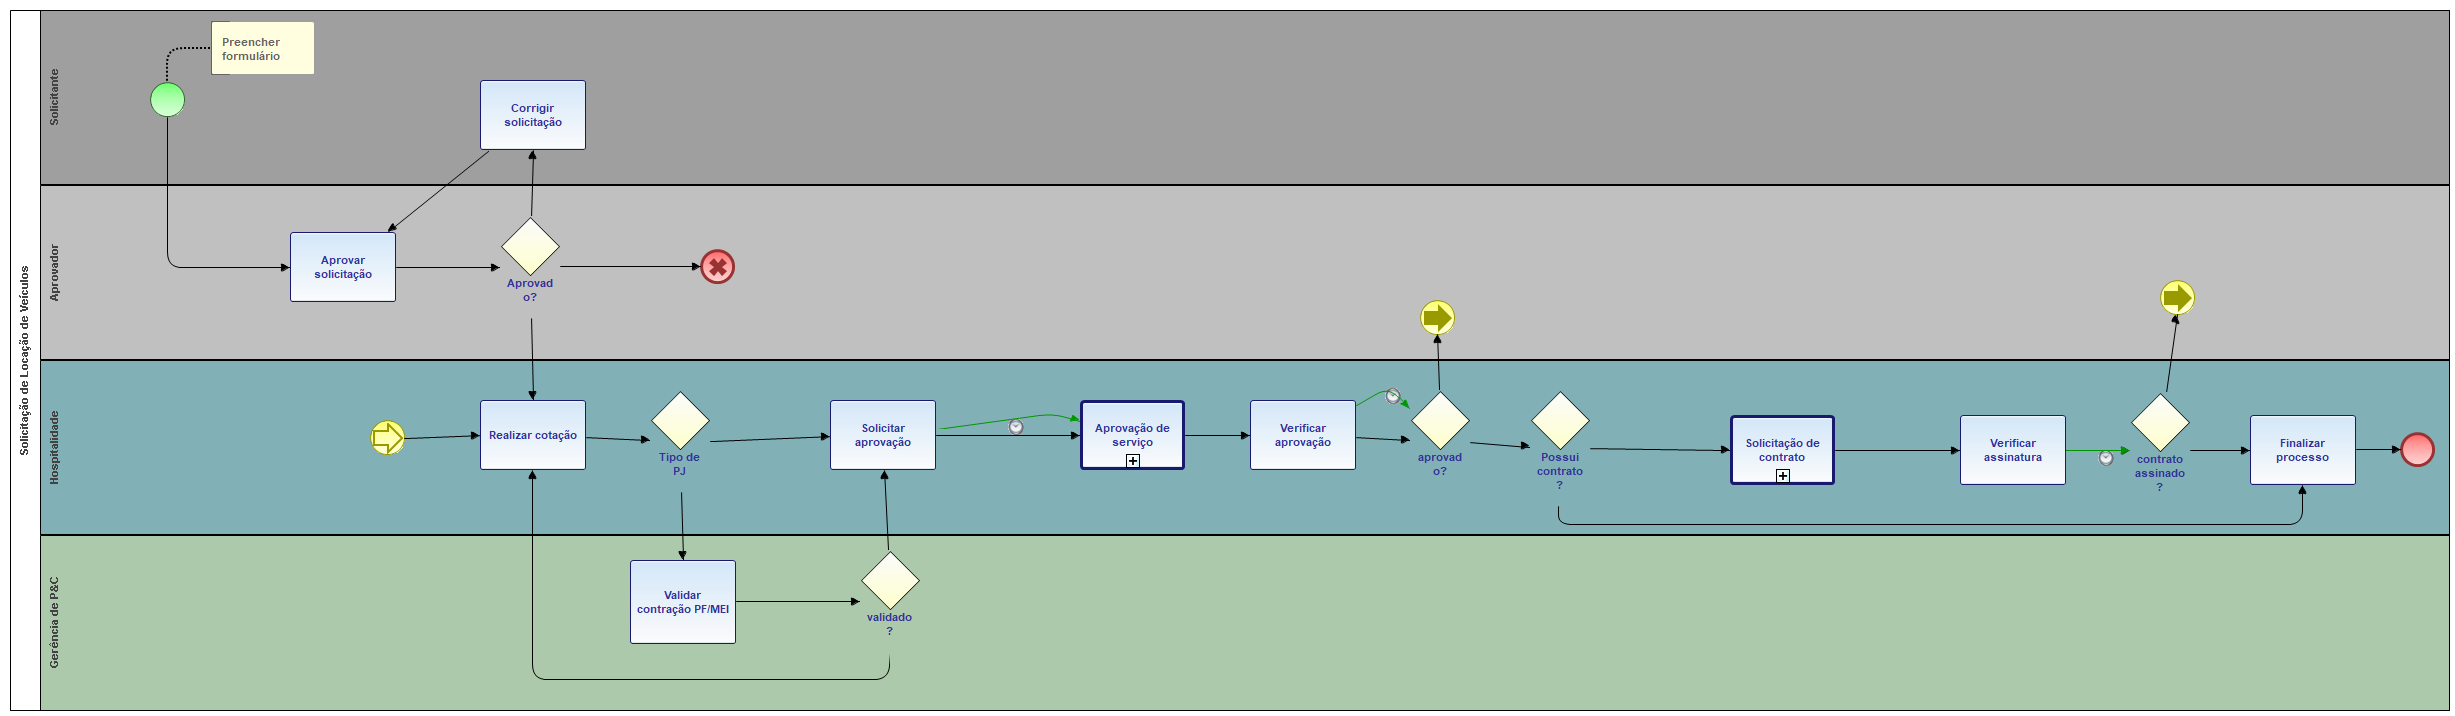 Solicitação de Locação de Veículos
Solicitante
Preencher
formulário
Corrigir
solicitação
Aprovador
Aprovar
solicitação
Aprovad
o?
Hospitalidade
Realizar cotação
Tipo de
PJ
Solicitar
aprovação
Aprovação de
serviço
Verificar
aprovação
aprovad
o?
Possui
contrato
?
Solicitação de
contrato
Verificar
assinatura
contrato
assinado
?
Finalizar
processo
Gerência de P&C
Validar
contração PF/MEI
validado
?